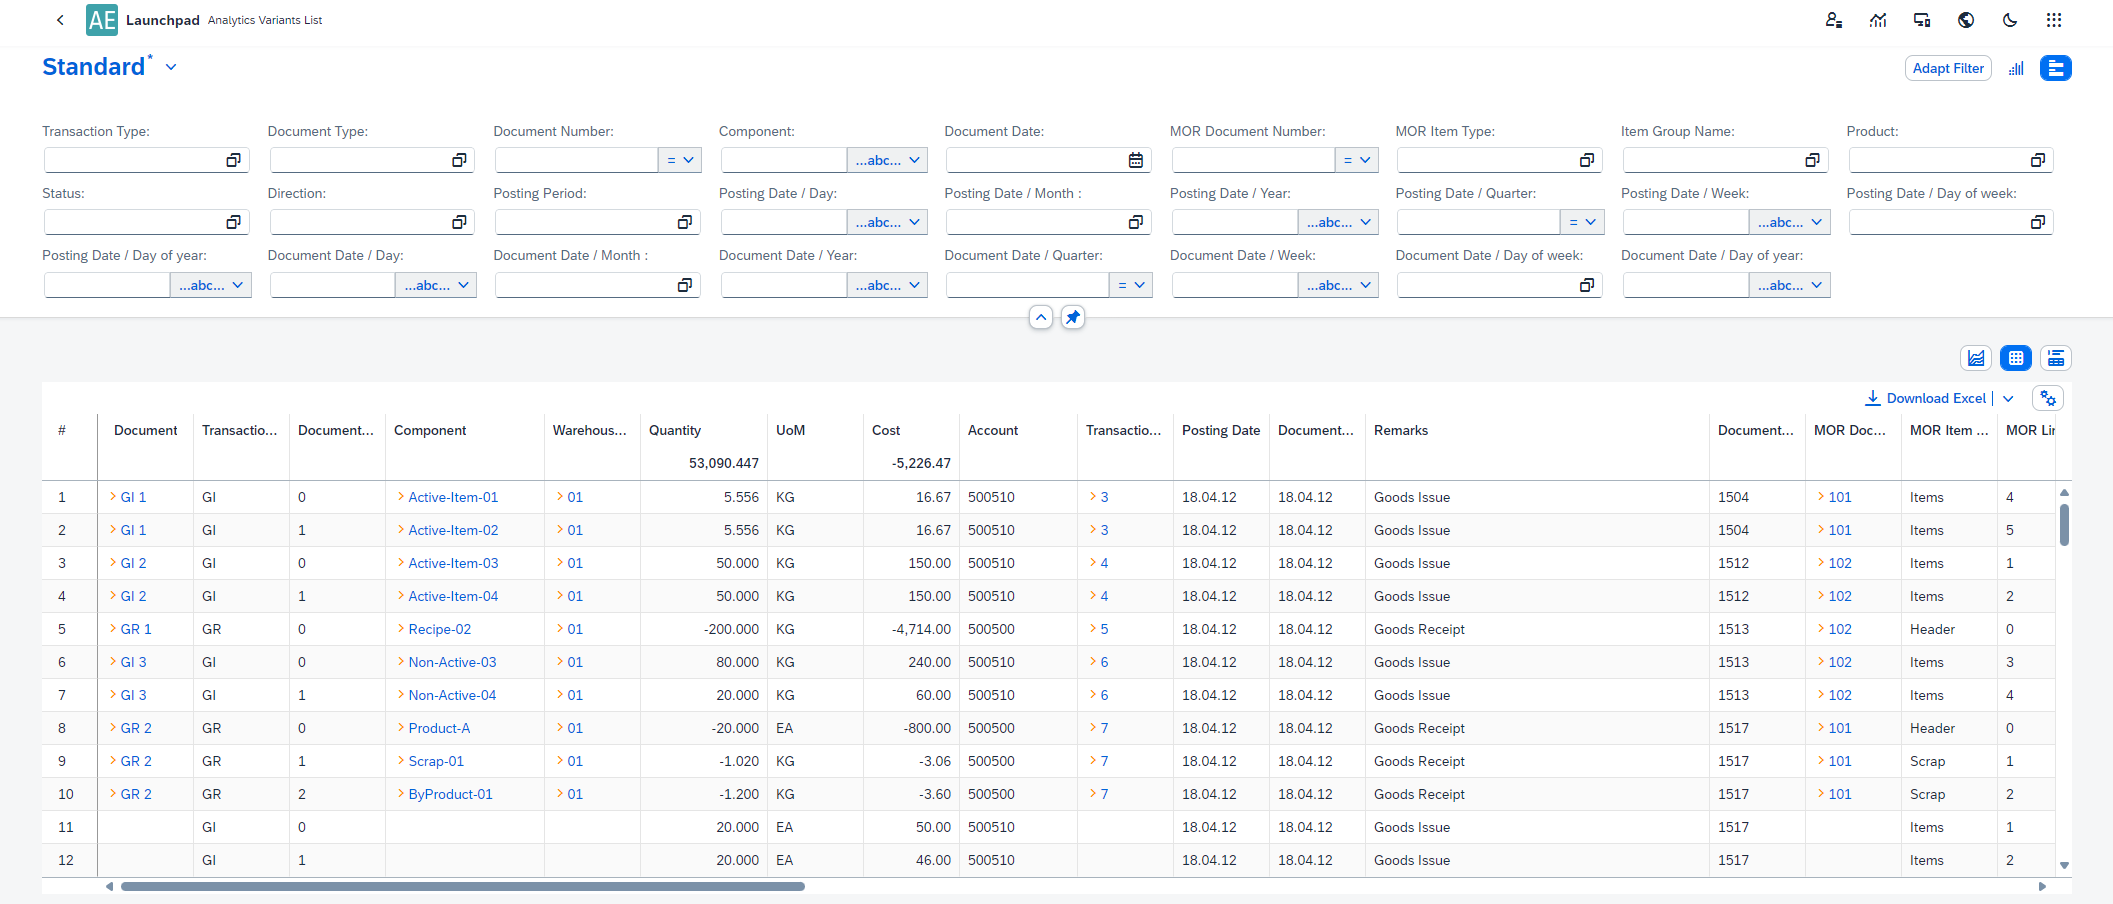 AE Launchpad Analytics Variants List
Standard*
Adapt Filter
Transaction Type: Document Type: Document Number: Component: Document Date: MOR Document Number: MOR Item Type: Item Group Name: Product:
= ...abc... =
Status: Direction: Posting Period: Posting Date / Day: Posting Date / Month : Posting Date / Year: Posting Date / Quarter: Posting Date / Week: Posting Date / Day of week:
...abc... ...abc... = ...abc...
Posting Date / Day of year: Document Date / Day: Document Date / Month : Document Date / Year: Document Date / Quarter: Document Date / Week: Document Date / Day of week: Document Date / Day of year:
...abc... ...abc... ...abc... = ...abc... ...abc...
Download Excel
# Document Transactio... Document... Component Warehous... Quantity UoM Cost Account Transactio... Posting Date Document... Remarks Document... MOR Doc... MOR Item ... MOR Lir
53,090.447 -5,226.47
1 GI 1 GI 0 Active-Item-01 01 5.556 KG 16.67 500510 3 18.04.12 18.04.12 Goods Issue 1504 101 Items 4
2 GI 1 GI 1 Active-Item-02 01 5.556 KG 16.67 500510 3 18.04.12 18.04.12 Goods Issue 1504 101 Items 5
3 GI 2 GI 0 Active-Item-03 01 50.000 KG 150.00 500510 4 18.04.12 18.04.12 Goods Issue 1512 102 Items 1
4 GI 2 GI 1 Active-Item-04 01 50.000 KG 150.00 500510 4 18.04.12 18.04.12 Goods Issue 1512 102 Items 2
5 GR 1 GR 0 Recipe-02 01 -200.000 KG -4,714.00 500500 5 18.04.12 18.04.12 Goods Receipt 1513 102 Header 0
6 GI 3 GI 0 Non-Active-03 01 80.000 KG 240.00 500510 6 18.04.12 18.04.12 Goods Issue 1513 102 Items 3
7 GI 3 GI 1 Non-Active-04 01 20.000 KG 60.00 500510 6 18.04.12 18.04.12 Goods Issue 1513 102 Items 4
8 GR 2 GR 0 Product-A 01 -20.000 EA -800.00 500500 7 18.04.12 18.04.12 Goods Receipt 1517 101 Header 0
9 GR 2 GR 1 Scrap-01 01 -1.020 KG -3.06 500500 7 18.04.12 18.04.12 Goods Receipt 1517 101 Scrap 1
10 GR 2 GR 2 ByProduct-01 01 -1.200 KG -3.60 500500 7 18.04.12 18.04.12 Goods Receipt 1517 101 Scrap 2
11 GI 0 20.000 EA 50.00 500510 18.04.12 18.04.12 Goods Issue 1517 Items 1
12 GI 1 20.000 EA 46.00 500510 18.04.12 18.04.12 Goods Issue 1517 Items 2